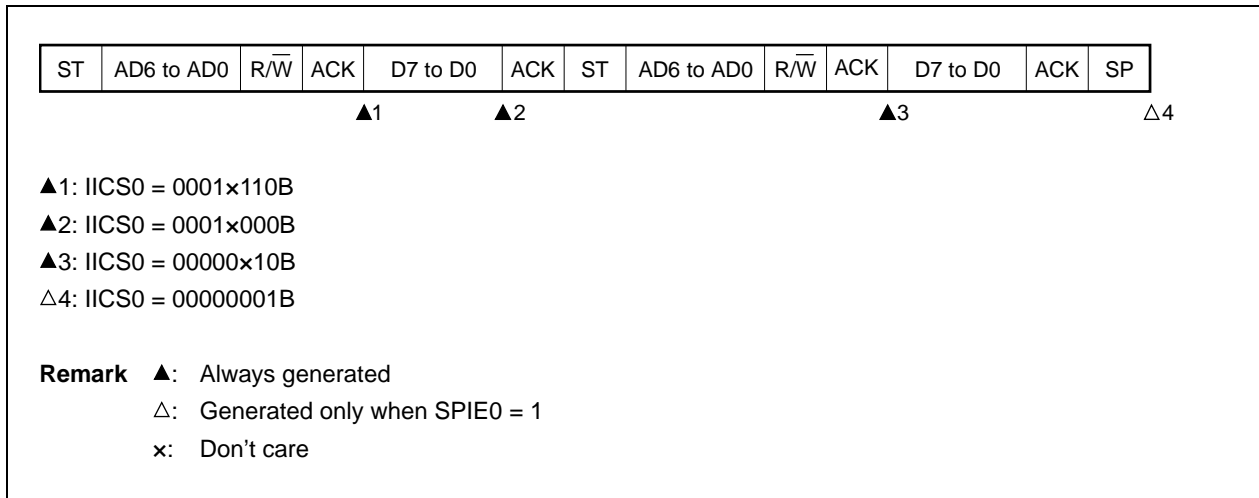 ST AD6 to AD0 R/W̅ ACK D7 to D0 ACK ST AD6 to AD0 R/W̅ ACK D7 to D0 ACK SP
▲1 ▲2 ▲3 △4
▲1: IICS0 = 0001×110B
▲2: IICS0 = 0001×000B
▲3: IICS0 = 00000×10B
△4: IICS0 = 00000001B
Remark ▲: Always generated
△: Generated only when SPIE0 = 1
×: Don't care